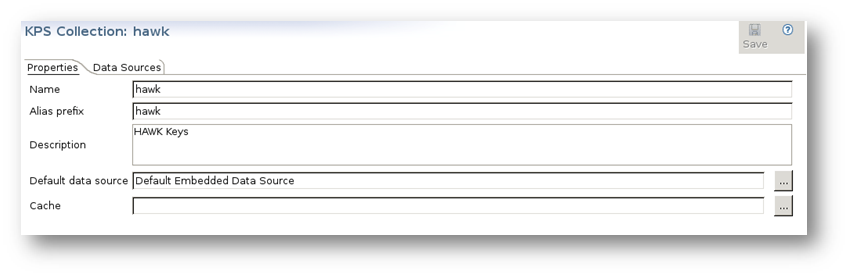 KPS Collection: hawk
Save
Properties
Data Sources
Name
hawk
Alias prefix
hawk
Description
HAWK Keys
Default data source
Default Embedded Data Source
...
Cache
...